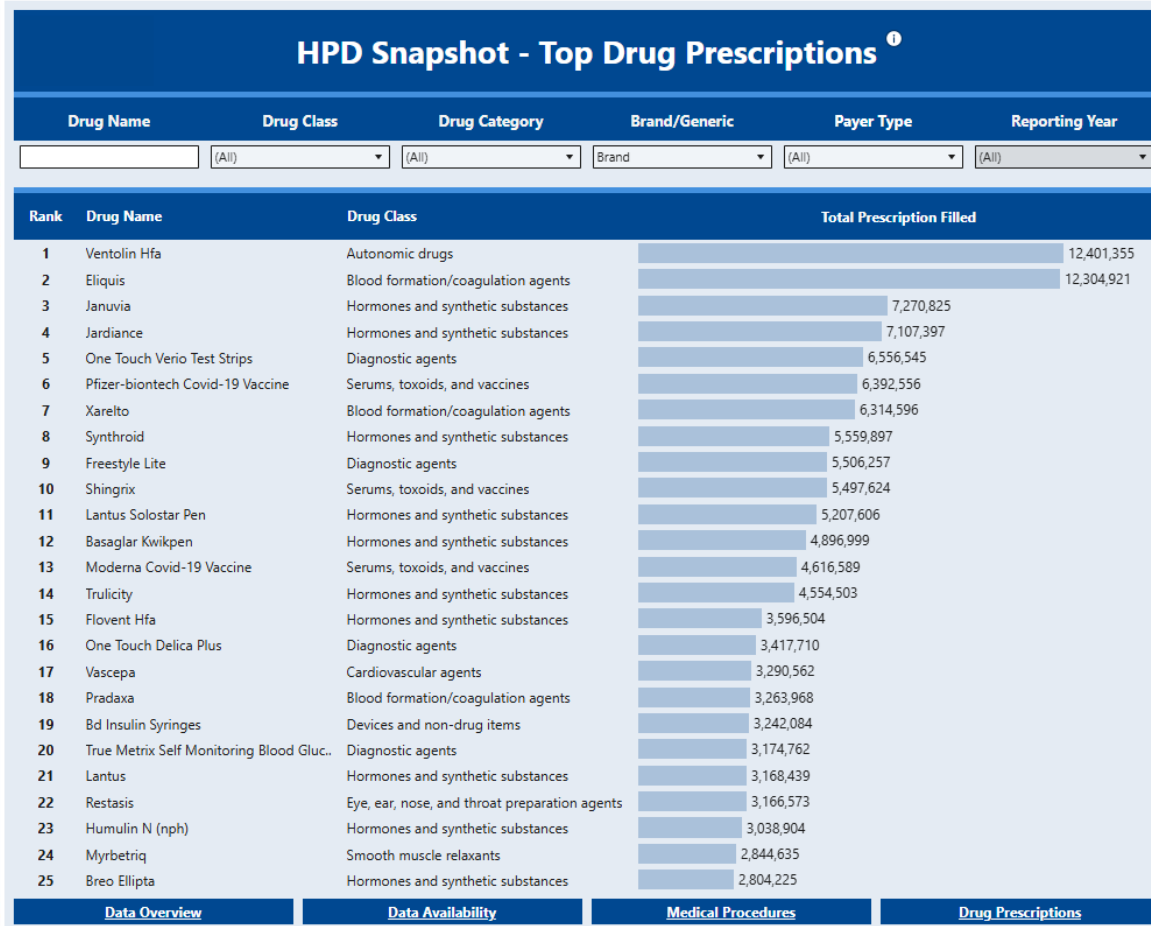 HPD Snapshot - Top Drug Prescriptions i
Drug Name Drug Class Drug Category Brand/Generic Payer Type Reporting Year
(All) (All) Brand (All) (All)
Rank Drug Name Drug Class Total Prescription Filled
1 Ventolin Hfa Autonomic drugs 12,401,355
2 Eliquis Blood formation/coagulation agents 12,304,921
3 Januvia Hormones and synthetic substances 7,270,825
4 Jardiance Hormones and synthetic substances 7,107,397
5 One Touch Verio Test Strips Diagnostic agents 6,556,545
6 Pfizer-biontech Covid-19 Vaccine Serums, toxoids, and vaccines 6,392,556
7 Xarelto Blood formation/coagulation agents 6,314,596
8 Synthroid Hormones and synthetic substances 5,559,897
9 Freestyle Lite Diagnostic agents 5,506,257
10 Shingrix Serums, toxoids, and vaccines 5,497,624
11 Lantus Solostar Pen Hormones and synthetic substances 5,207,606
12 Basaglar Kwikpen Hormones and synthetic substances 4,896,999
13 Moderna Covid-19 Vaccine Serums, toxoids, and vaccines 4,616,589
14 Trulicity Hormones and synthetic substances 4,554,503
15 Flovent Hfa Hormones and synthetic substances 3,596,504
16 One Touch Delica Plus Diagnostic agents 3,417,710
17 Vascepa Cardiovascular agents 3,290,562
18 Pradaxa Blood formation/coagulation agents 3,263,968
19 Bd Insulin Syringes Devices and non-drug items 3,242,084
20 True Metrix Self Monitoring Blood Gluc.. Diagnostic agents 3,174,762
21 Lantus Hormones and synthetic substances 3,168,439
22 Restasis Eye, ear, nose, and throat preparation agents 3,166,573
23 Humulin N (nph) Hormones and synthetic substances 3,038,904
24 Myrbetriq Smooth muscle relaxants 2,844,635
25 Breo Ellipta Hormones and synthetic substances 2,804,225
Data Overview Data Availability Medical Procedures Drug Prescriptions